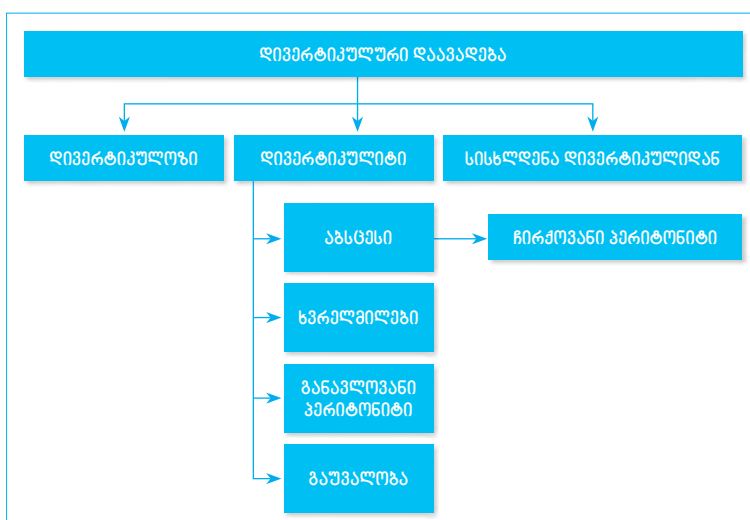 დივერტიკულური დაავადება
დივერტიკულოზი
დივერტიკულიტი
სისხლდენა დივერტიკულიდან
აბსცესი
ჩირქოვანი პერიტონიტი
ხვრელმილები
განავლოვანი
პერიტონიტი
გაუვალობა